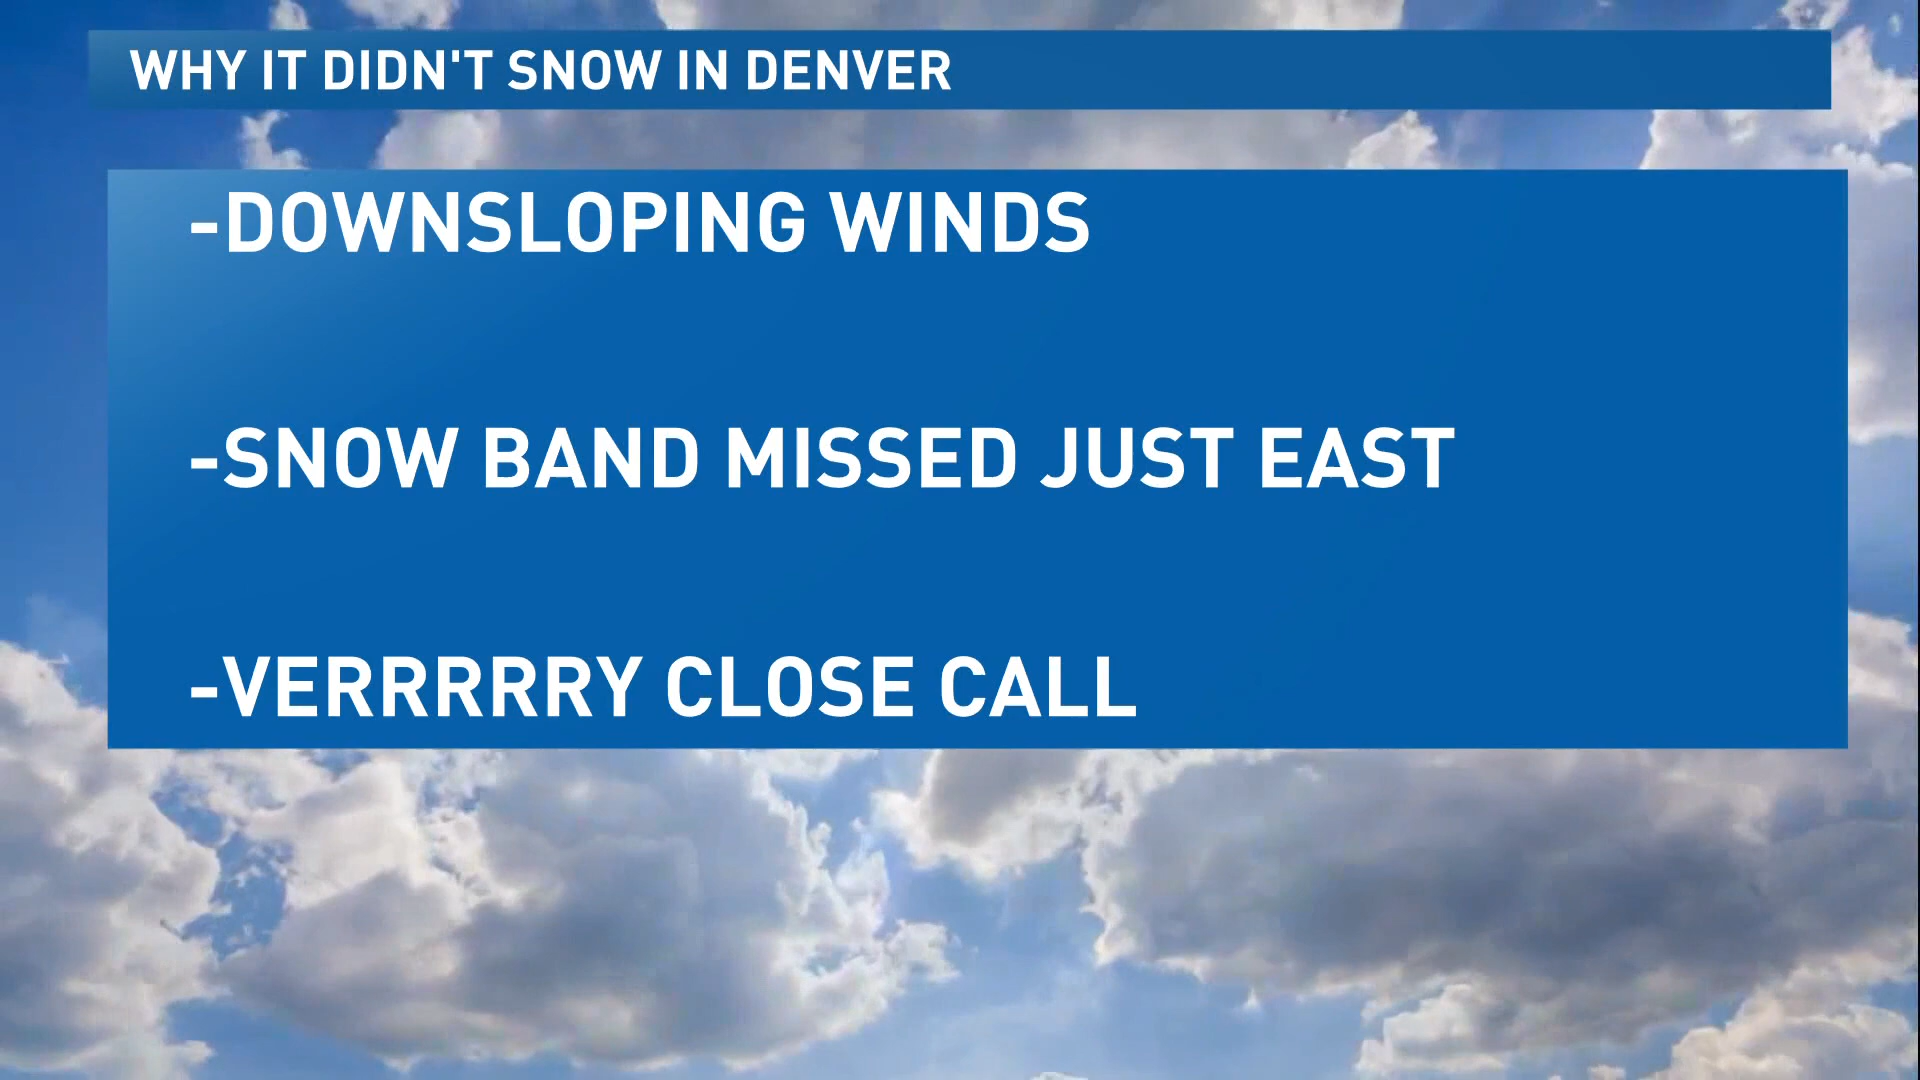 WHY IT DIDN'T SNOW IN DENVER
-DOWNSLOPING WINDS
-SNOW BAND MISSED JUST EAST
-VERRRRRY CLOSE CALL